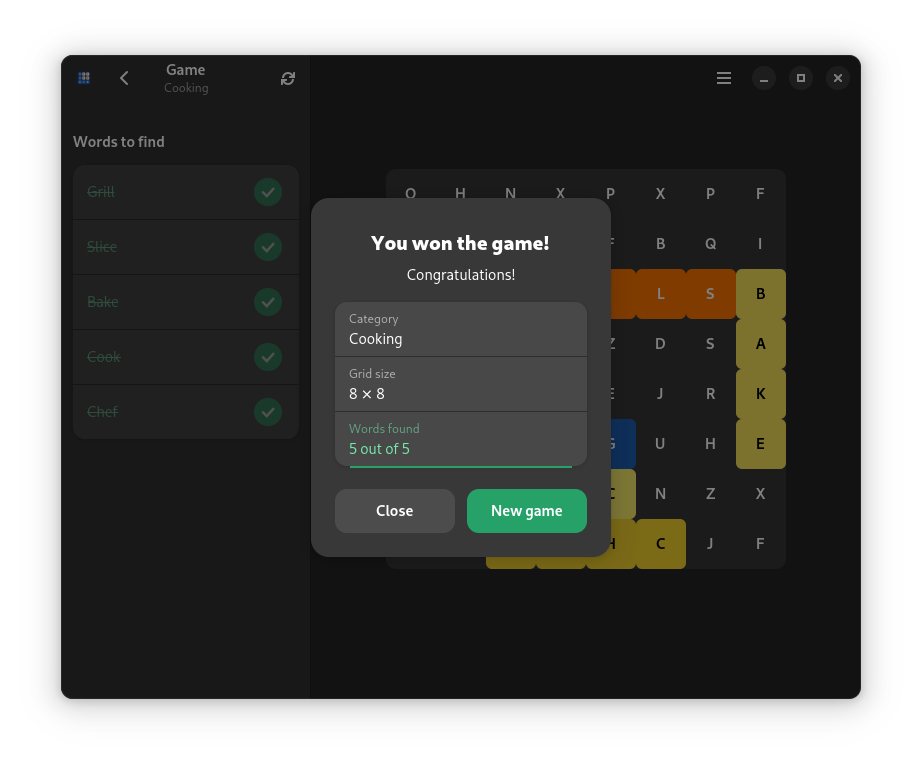 Game
Cooking
Words to find
Grill
Slice
Bake
Cook
Chef
H N X P X P F
B Q I
L S B
D S A
J R K
U H E
N Z X
C J F
You won the game!
Congratulations!
Category
Cooking
Grid size
8 × 8
Words found
5 out of 5
Close
New game